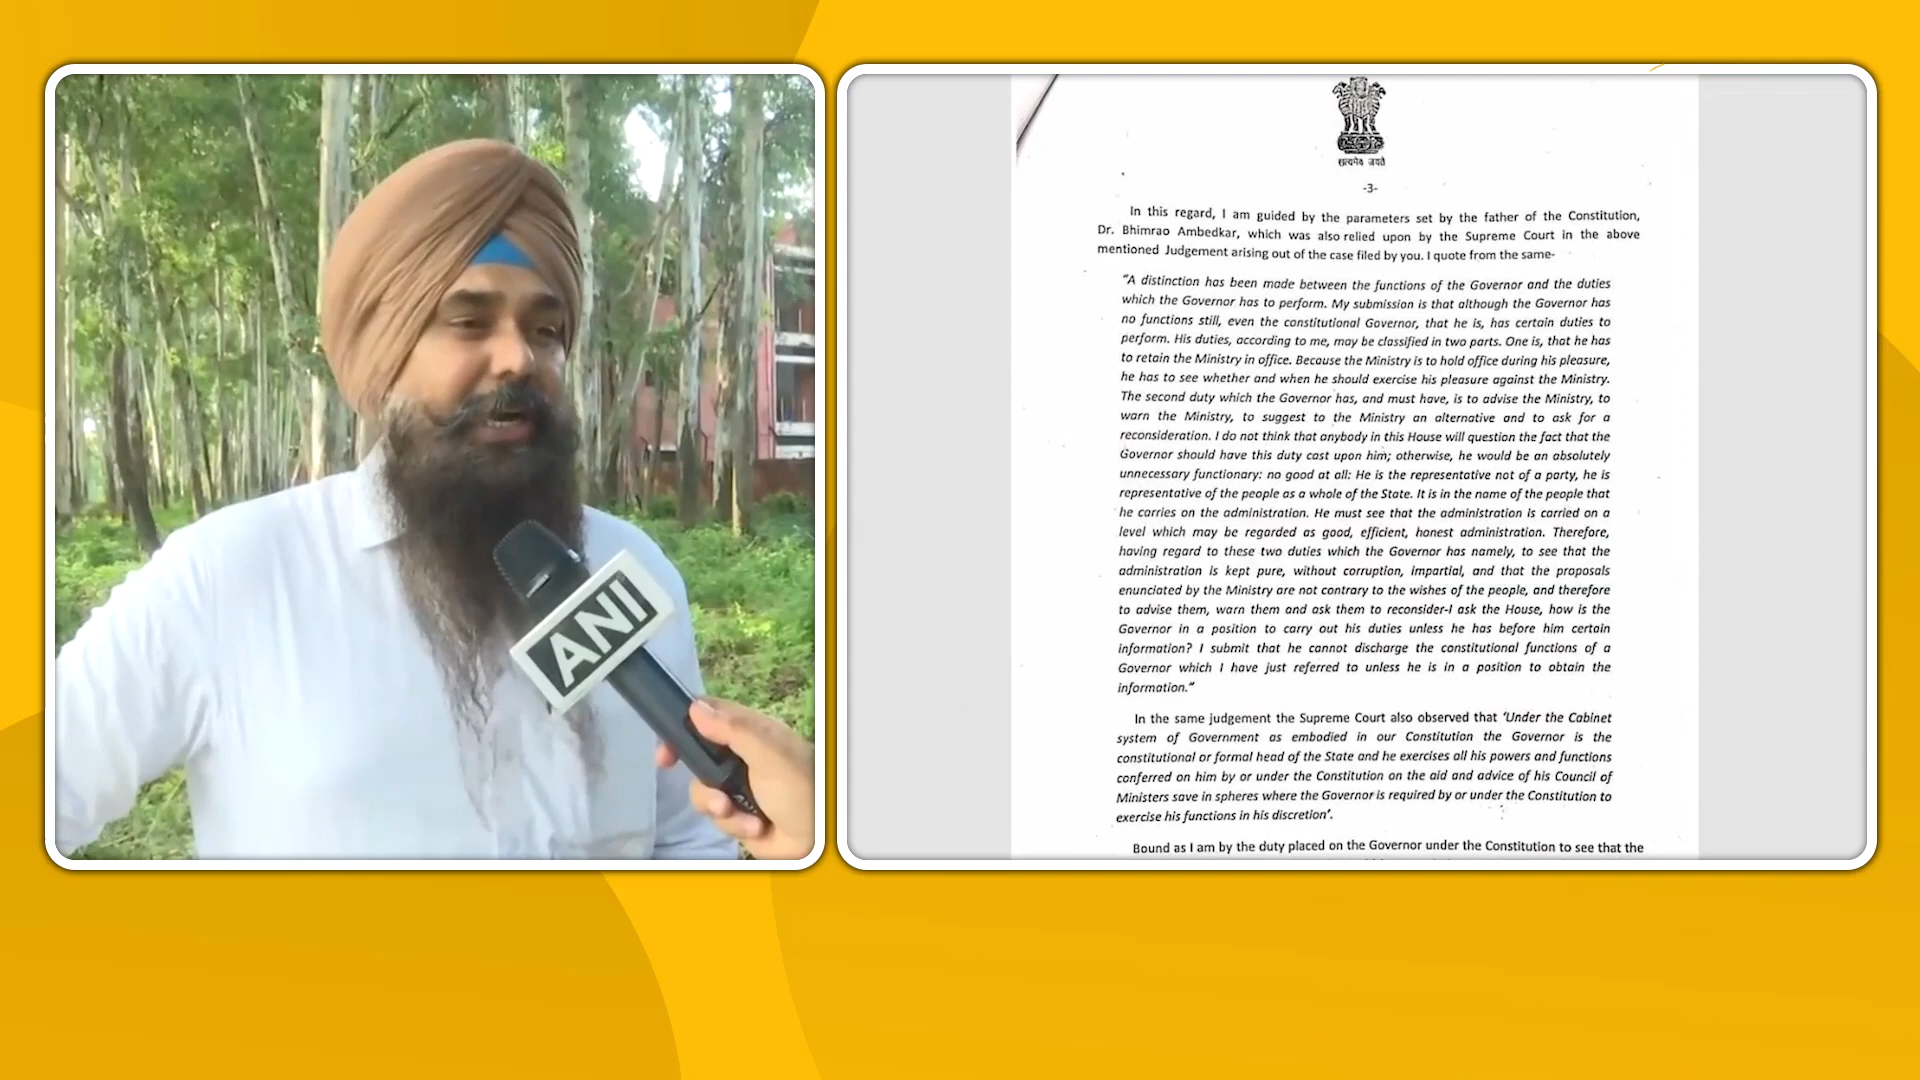 ANI
सत्यमेव जयते
-3-
In this regard, I am guided by the parameters set by the father of the Constitution,
Dr. Bhimrao Ambedkar, which was also relied upon by the Supreme Court in the above
mentioned Judgement arising out of the case filed by you. I quote from the same-
"A distinction has been made between the functions of the Governor and the duties
which the Governor has to perform. My submission is that although the Governor has
no functions still, even the constitutional Governor, that he is, has certain duties to
perform. His duties, according to me, may be classified in two parts. One is, that he has
to retain the Ministry in office. Because the Ministry is to hold office during his pleasure,
he has to see whether and when he should exercise his pleasure against the Ministry.
The second duty which the Governor has, and must have, is to advise the Ministry, to
warn the Ministry, to suggest to the Ministry an alternative and to ask for a
reconsideration. I do not think that anybody in this House will question the fact that the
Governor should have this duty cast upon him; otherwise, he would be an absolutely
unnecessary functionary: no good at all: He is the representative not of a party, he is
representative of the people as a whole of the State. It is in the name of the people that
he carries on the administration. He must see that the administration is carried on a
level which may be regarded as good, efficient, honest administration. Therefore,
having regard to these two duties which the Governor has namely, to see that the
administration is kept pure, without corruption, impartial, and that the proposals
enunciated by the Ministry are not contrary to the wishes of the people, and therefore
to advise them, warn them and ask them to reconsider-I ask the House, how is the
Governor in a position to carry out his duties unless he has before him certain
information? I submit that he cannot discharge the constitutional functions of a
Governor which I have just referred to unless he is in a position to obtain the
information."
In the same judgement the Supreme Court also observed that 'Under the Cabinet
system of Government as embodied in our Constitution the Governor is the
constitutional or formal head of the State and he exercises all his powers and functions
conferred on him by or under the Constitution on the aid and advice of his Council of
Ministers save in spheres where the Governor is required by or under the Constitution to
exercise his functions in his discretion'.
Bound as I am by the duty placed on the Governor under the Constitution to see that the